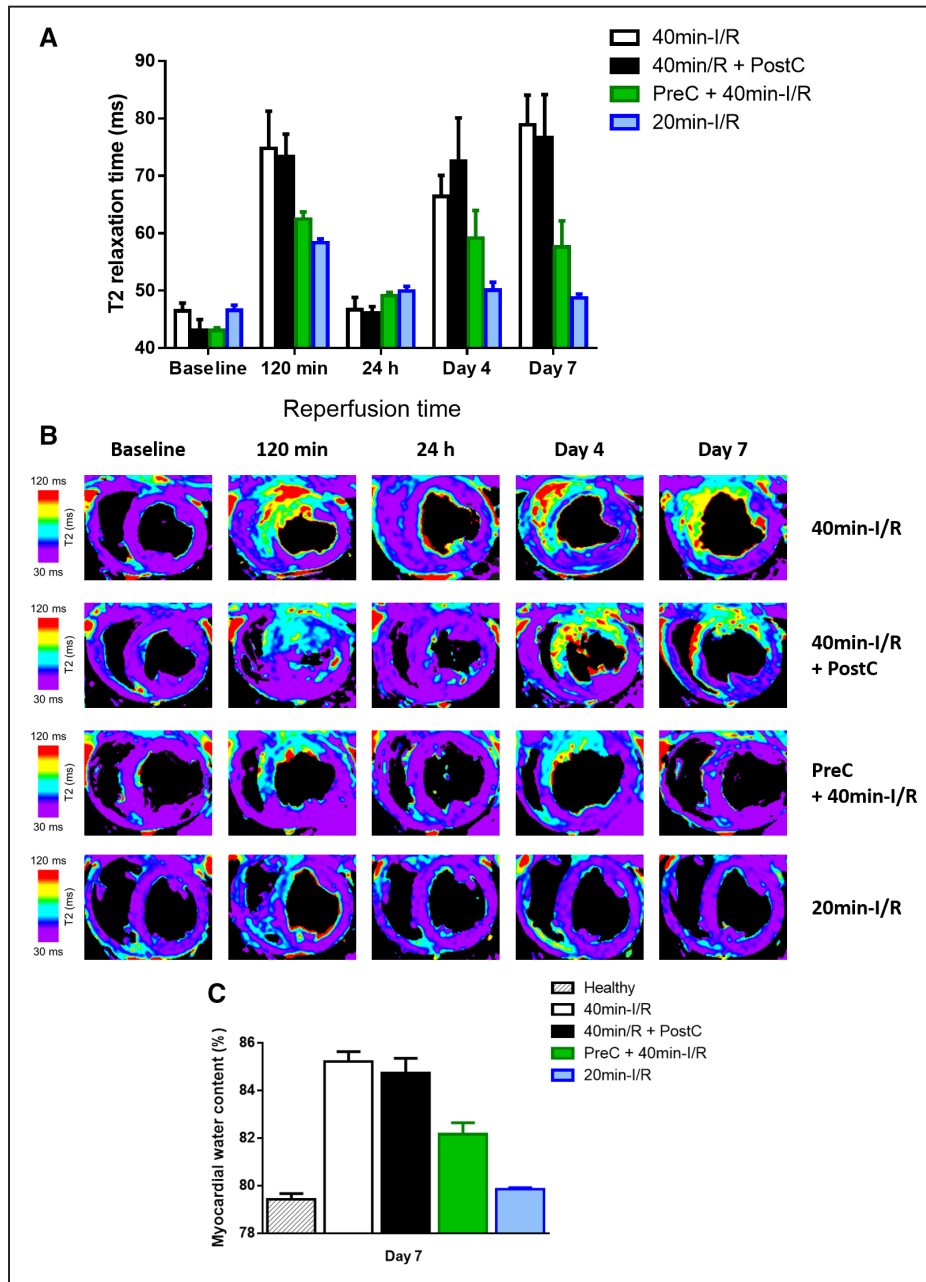 A
40min-I/R
40min/R + PostC
PreC + 40min-I/R
20min-I/R
T2 relaxation time (ms)
90
80
70
60
50
40
Baseline 120 min 24 h Day 4 Day 7
Reperfusion time
B
Baseline 120 min 24 h Day 4 Day 7
120 ms
T2 (ms)
30 ms
40min-I/R
120 ms
T2 (ms)
30 ms
40min-I/R
+ PostC
120 ms
T2 (ms)
30 ms
PreC
+ 40min-I/R
120 ms
T2 (ms)
30 ms
20min-I/R
C
Healthy
40min-I/R
40min/R + PostC
PreC + 40min-I/R
20min-I/R
Myocardial water content (%)
86
84
82
80
78
Day 7